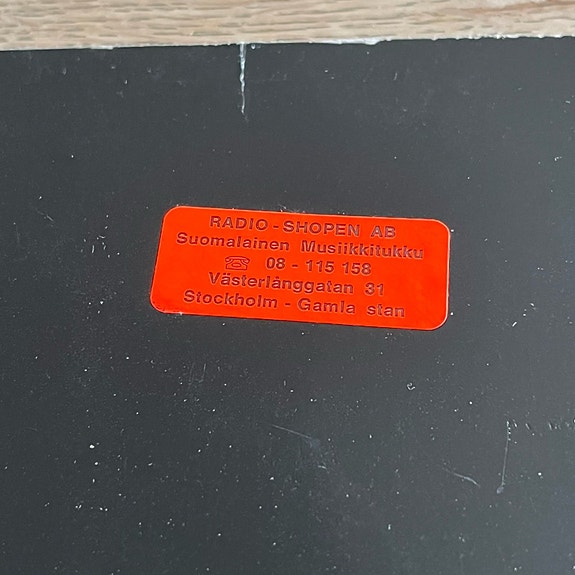 RADIO - SHOPEN AB
Suomalainen Musiikkitukku
☏ 08 - 115 158
Västerlånggatan 31
Stockholm - Gamla stan